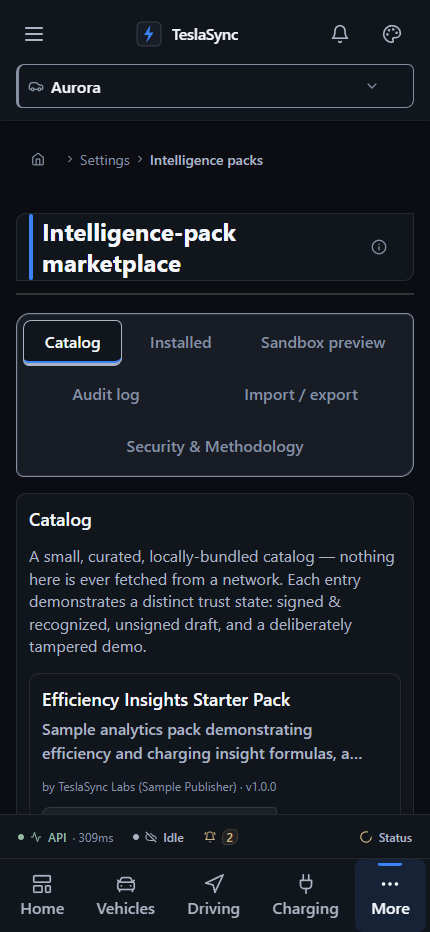 TeslaSync
Aurora
Settings
Intelligence packs
Intelligence-pack
marketplace
Catalog
Installed
Sandbox preview
Audit log
Import / export
Security & Methodology
Catalog
A small, curated, locally-bundled catalog — nothing
here is ever fetched from a network. Each entry
demonstrates a distinct trust state: signed &
recognized, unsigned draft, and a deliberately
tampered demo.
Efficiency Insights Starter Pack
Sample analytics pack demonstrating
efficiency and charging insight formulas, a...
by TeslaSync Labs (Sample Publisher) · v1.0.0
API · 309ms
Idle
2
Status
Home
Vehicles
Driving
Charging
More